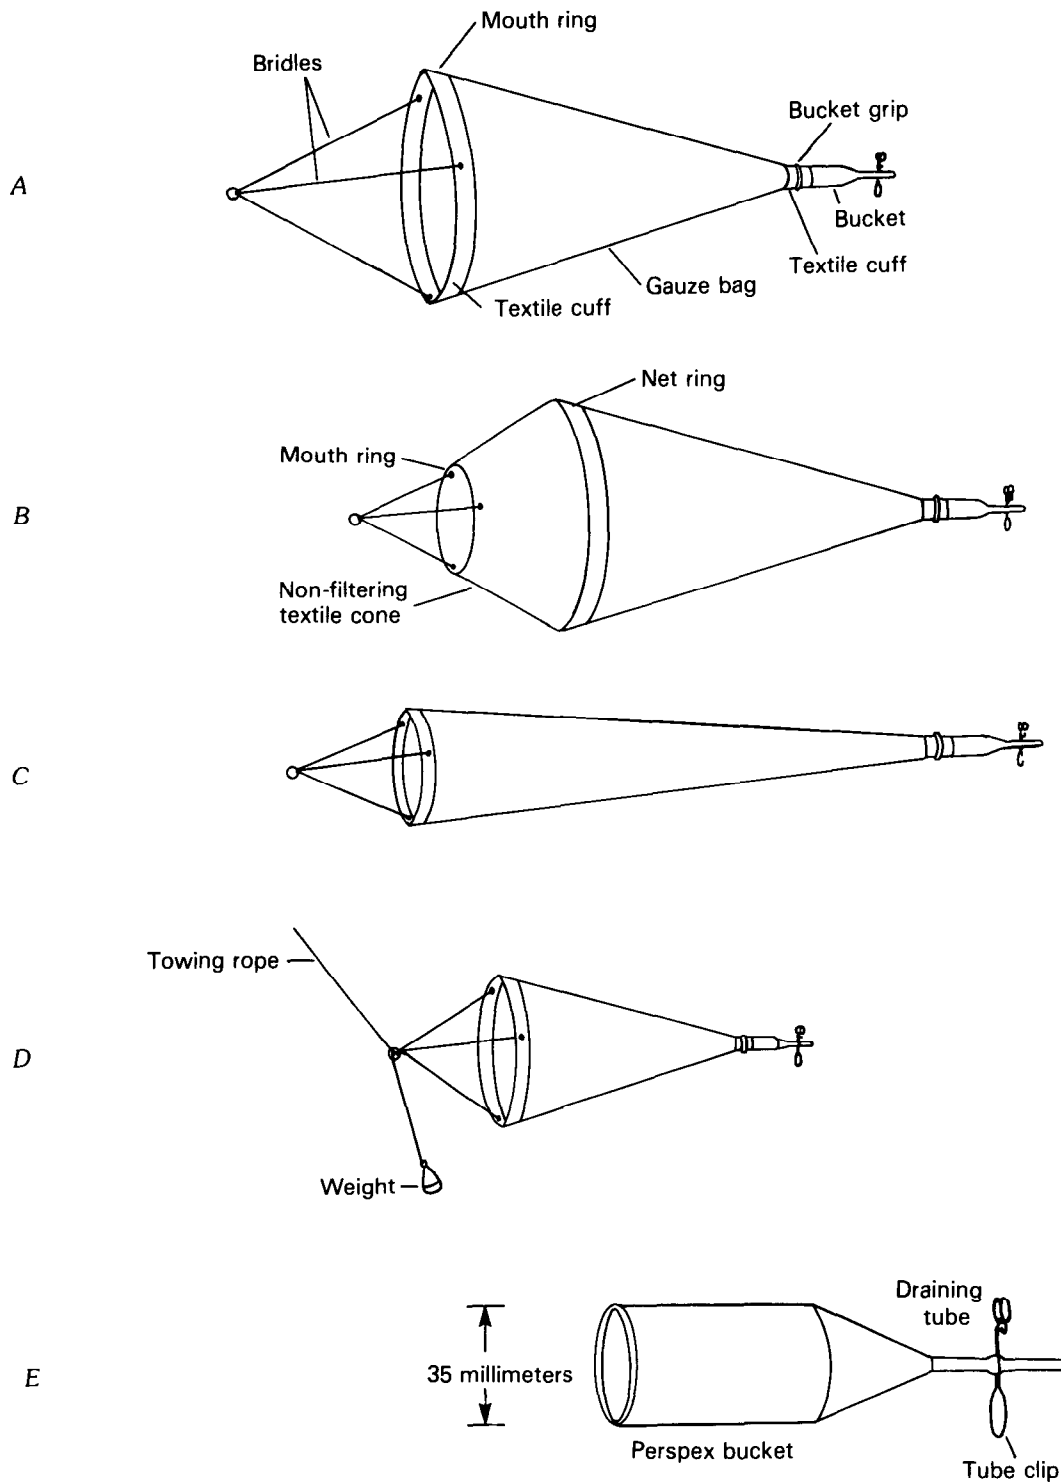 Mouth ring
Bridles
Bucket grip
A
Bucket
Textile cuff
Gauze bag
Textile cuff
Net ring
Mouth ring
B
Non-filtering
textile cone
C
Towing rope
D
Weight
Draining
tube
E
35 millimeters
Perspex bucket
Tube clip